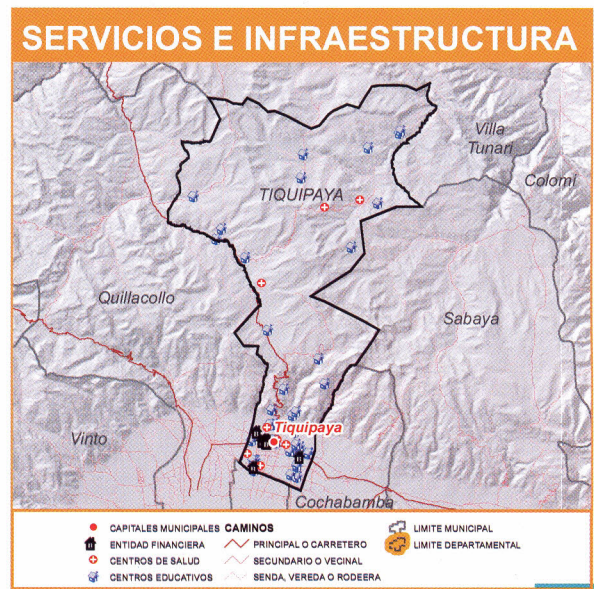 SERVICIOS E INFRAESTRUCTURA
Villa
Tunari
Colomi
TIQUIPAYA
Quillacollo
Sabaya
Tiquipaya
Vinto
Cochabamba
CAPITALES MUNICIPALES
ENTIDAD FINANCIERA
CENTROS DE SALUD
CENTROS EDUCATIVOS
CAMINOS
PRINCIPAL O CARRETERO
SECUNDARIO O VECINAL
SENDA, VEREDA O RODEERA
LIMITE MUNICIPAL
LIMITE DEPARTAMENTAL